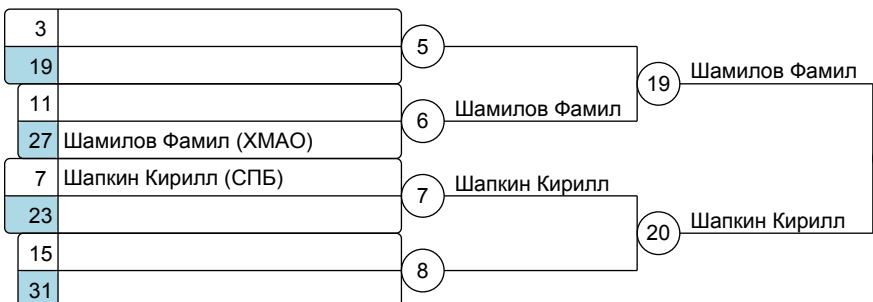 3
5
19
19 Шамилов Фамил
11
6 Шамилов Фамил
27 Шамилов Фамил (ХМАО)
7 Шапкин Кирилл (СПБ)
7 Шапкин Кирилл
23
20 Шапкин Кирилл
15
8
31